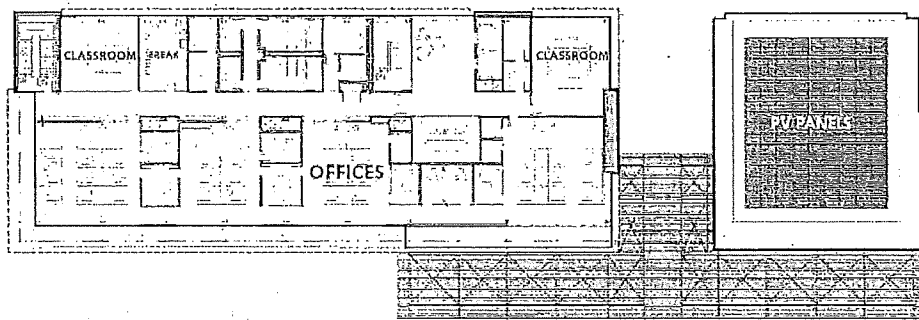 CLASSROOM
BREAK
CLASSROOM
PV PANELS
OFFICES